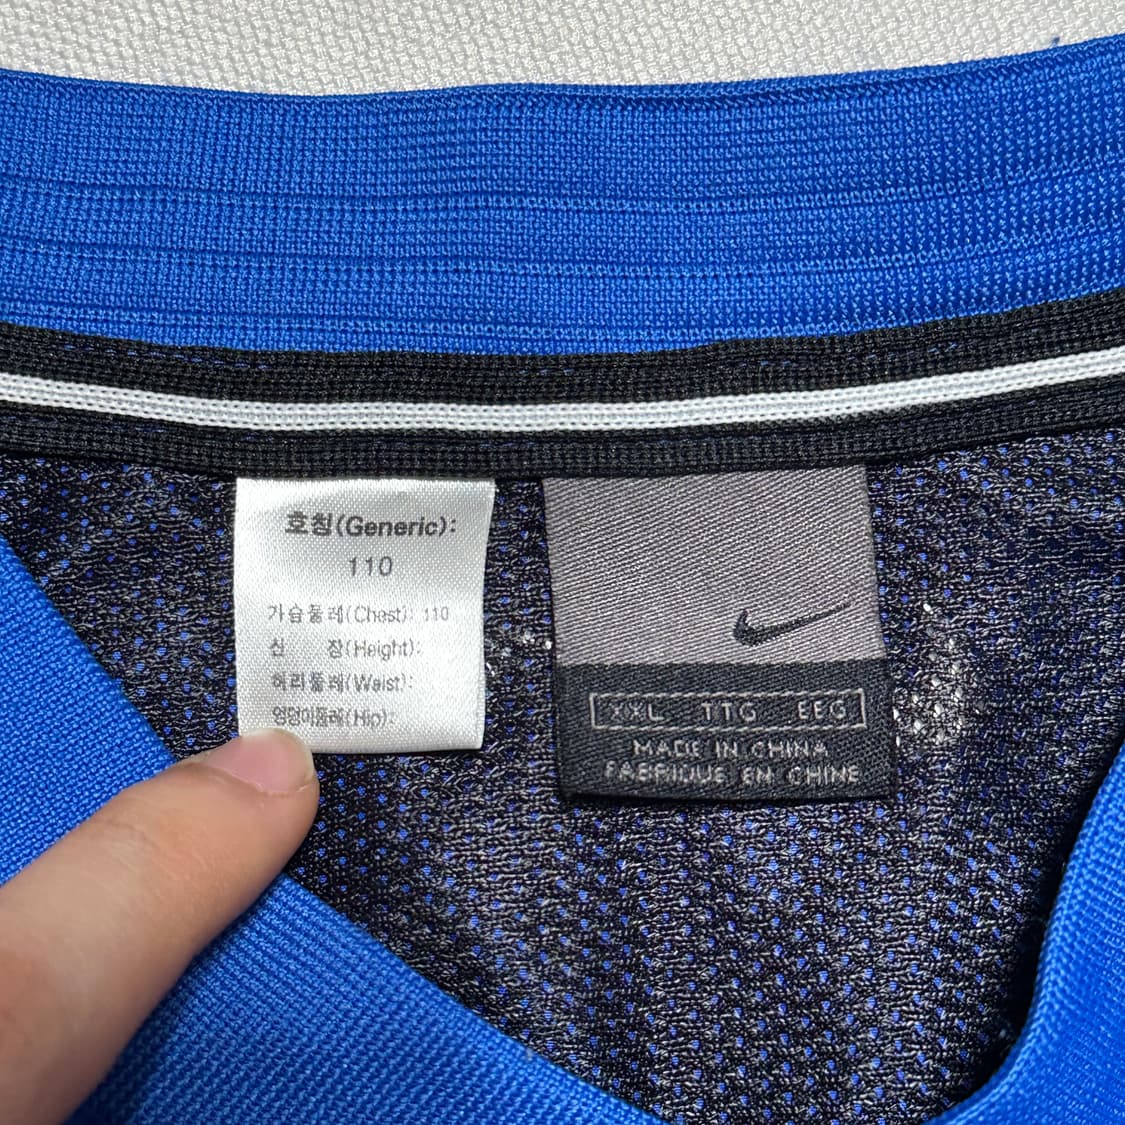 호칭(Generic):
110
가슴둘레(Chest): 110
신 장(Height):
허리둘레(Waist):
엉덩이둘레(Hip):
XXL TTG EEG
MADE IN CHINA
FABRIQUE EN CHINE